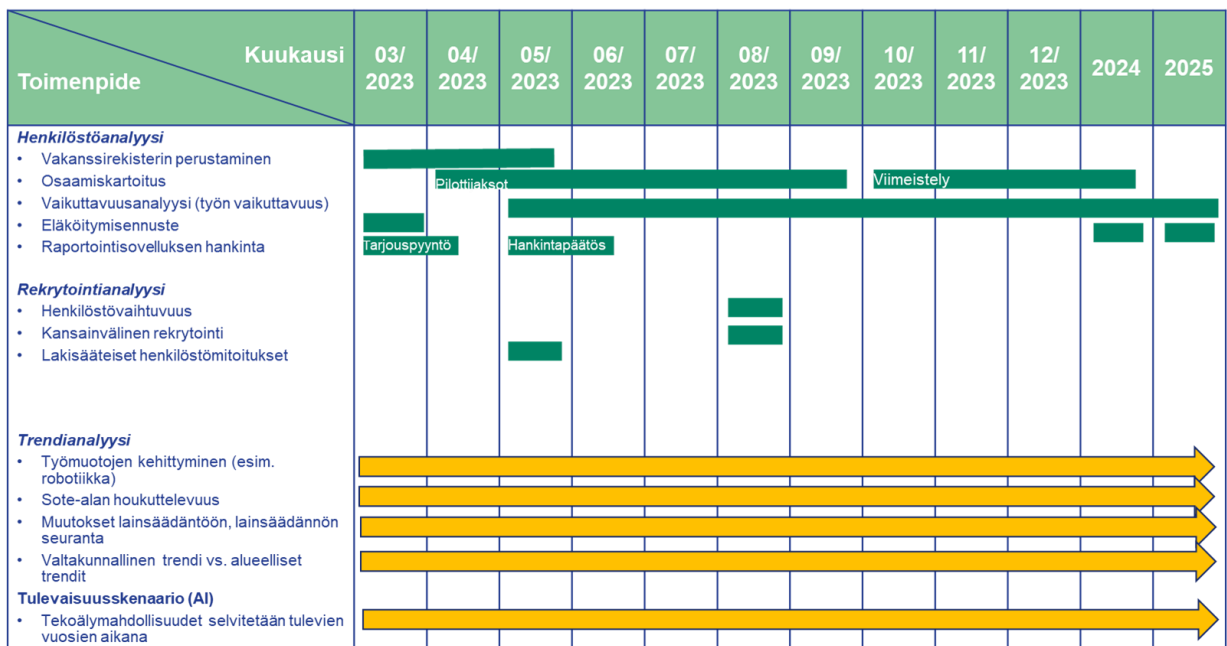 Kuukausi
Toimenpide
03/
2023
04/
2023
05/
2023
06/
2023
07/
2023
08/
2023
09/
2023
10/
2023
11/
2023
12/
2023
2024
2025
Henkilöstöanalyysi
• Vakanssirekisterin perustaminen
• Osaamiskartoitus
Pilottijaksot
Viimeistely
• Vaikuttavuusanalyysi (työn vaikuttavuus)
• Eläköitymisennuste
• Raportointisovelluksen hankinta
Tarjouspyyntö
Hankintapäätös
Rekrytointianalyysi
• Henkilöstövaihtuvuus
• Kansainvälinen rekrytointi
• Lakisääteiset henkilöstömitoitukset
Trendianalyysi
• Työmuotojen kehittyminen (esim.
robotiikka)
• Sote-alan houkuttelevuus
• Muutokset lainsäädäntöön, lainsäädännön
seuranta
• Valtakunnallinen trendi vs. alueelliset
trendit
Tulevaisuusskenaario (AI)
• Tekoälymahdollisuudet selvitetään tulevien
vuosien aikana